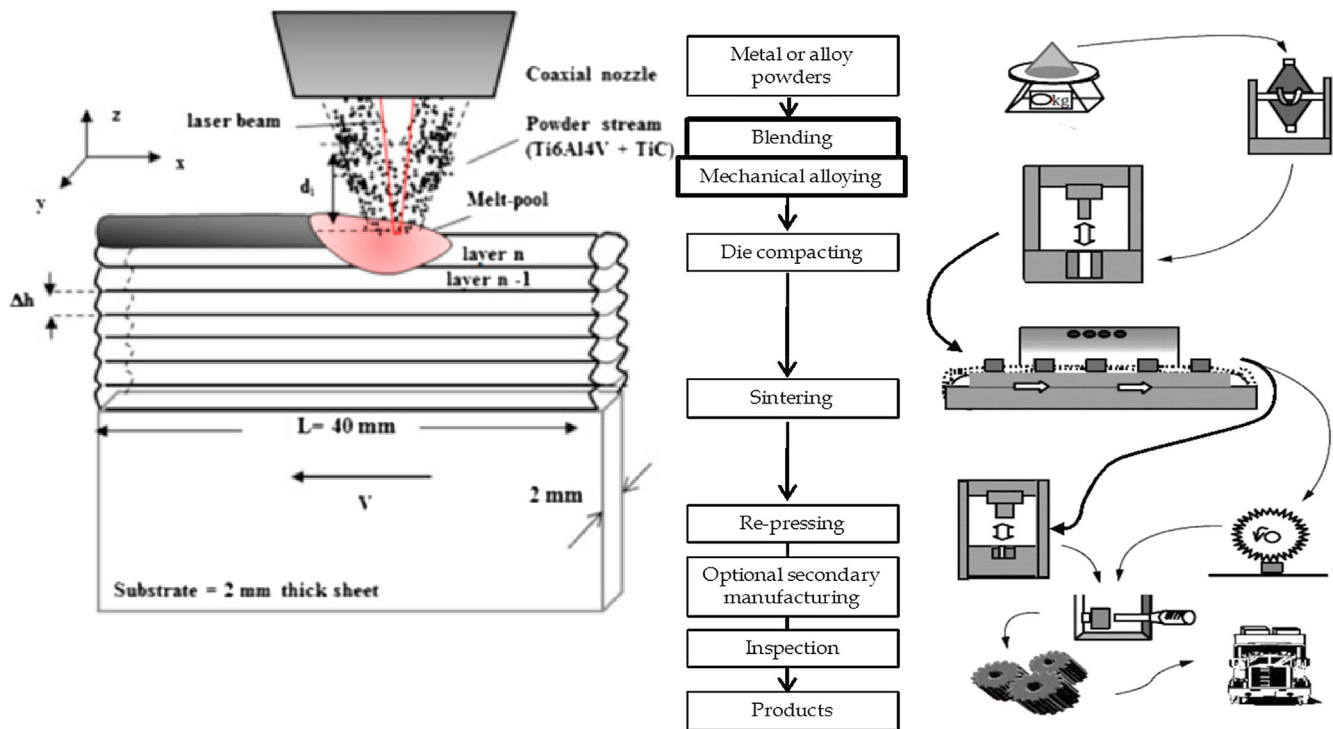 Coaxial nozzle
laser beam
Powder stream
(Ti6Al4V + TiC)
z
x
y
d₁
Melt-pool
layer n
layer n -1
Δh
L= 40 mm
V
2 mm
Substrate = 2 mm thick sheet
Metal or alloy
powders
Blending
Mechanical alloying
Die compacting
Sintering
Re-pressing
Optional secondary
manufacturing
Inspection
Products
kg